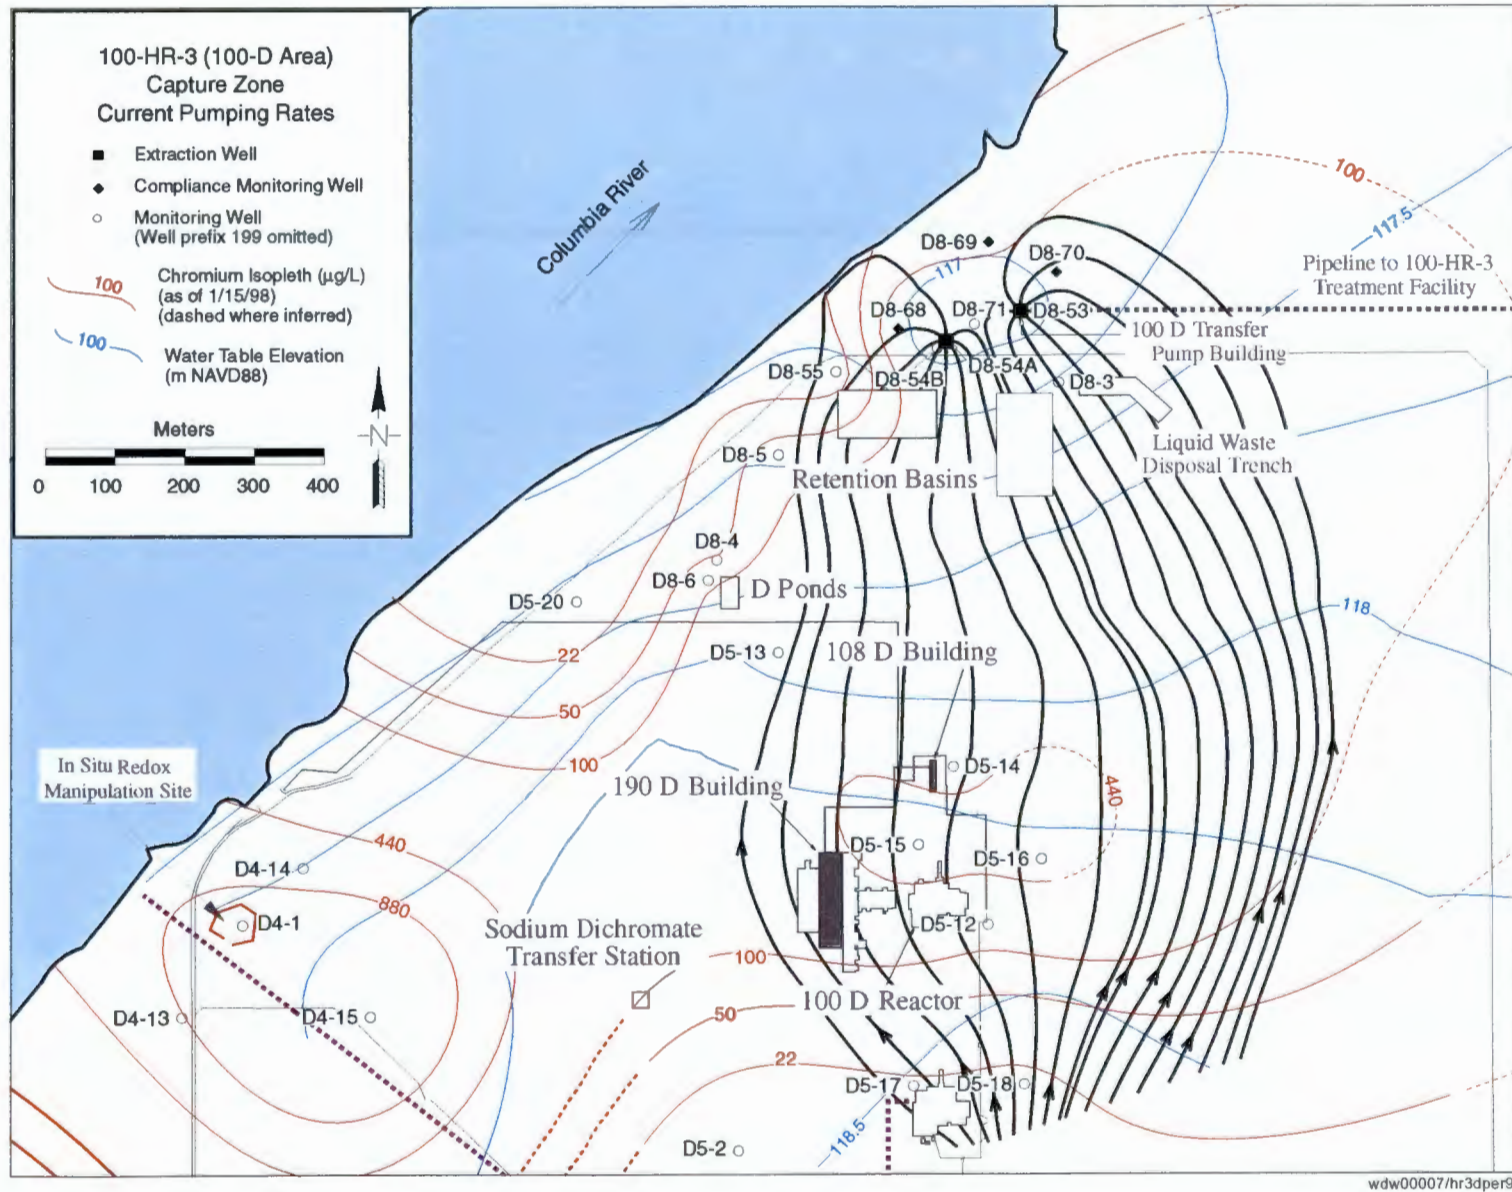 100-HR-3 (100-D Area)
Capture Zone
Current Pumping Rates
Extraction Well
Compliance Monitoring Well
Monitoring Well
(Well prefix 199 omitted)
100
Chromium Isopleth (µg/L)
(as of 1/15/98)
(dashed where inferred)
100
Water Table Elevation
(m NAVD88)
Meters
N
0 100 200 300 400
Columbia River
100
117.5
D8-69
D8-70
117
Pipeline to 100-HR-3
Treatment Facility
D8-68
D8-71
D8-53
100 D Transfer
Pump Building
D8-55
D8-54B
D8-54A
D8-3
Liquid Waste
Disposal Trench
D8-5
Retention Basins
D8-4
D8-6
D Ponds
D5-20
118
22
D5-13
108 D Building
50
100
In Situ Redox
Manipulation Site
190 D Building
D5-14
440
440
D5-15
D5-16
D4-14
880
D4-1
Sodium Dichromate
Transfer Station
D5-12
100
D4-13
D4-15
100 D Reactor
50
22
D5-17
D5-18
118.5
D5-2
wdw00007/hr3dper3